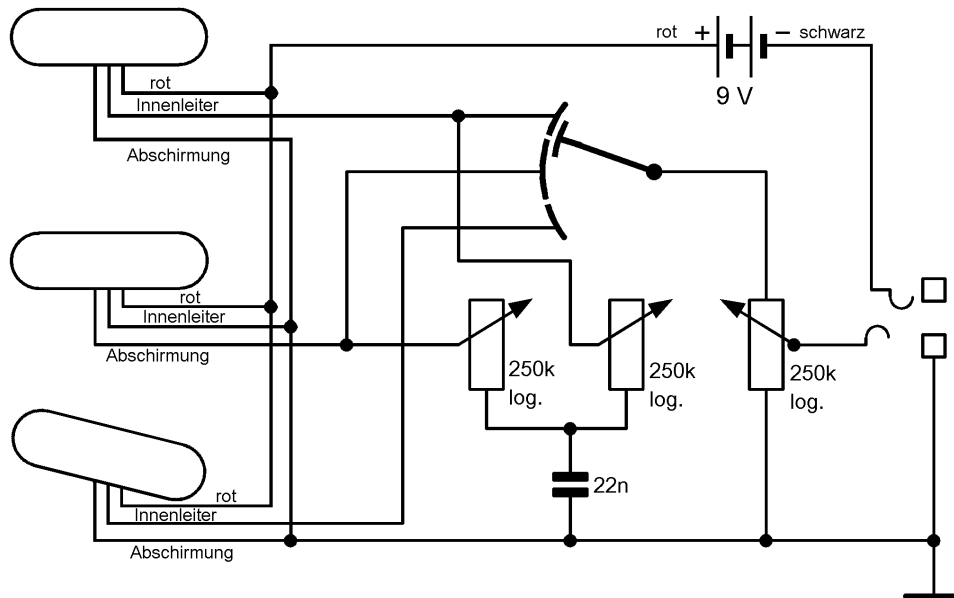 rot + − schwarz
9 V
rot
Innenleiter
Abschirmung
rot
Innenleiter
Abschirmung
250k
log.
250k
log.
250k
log.
22n
rot
Innenleiter
Abschirmung